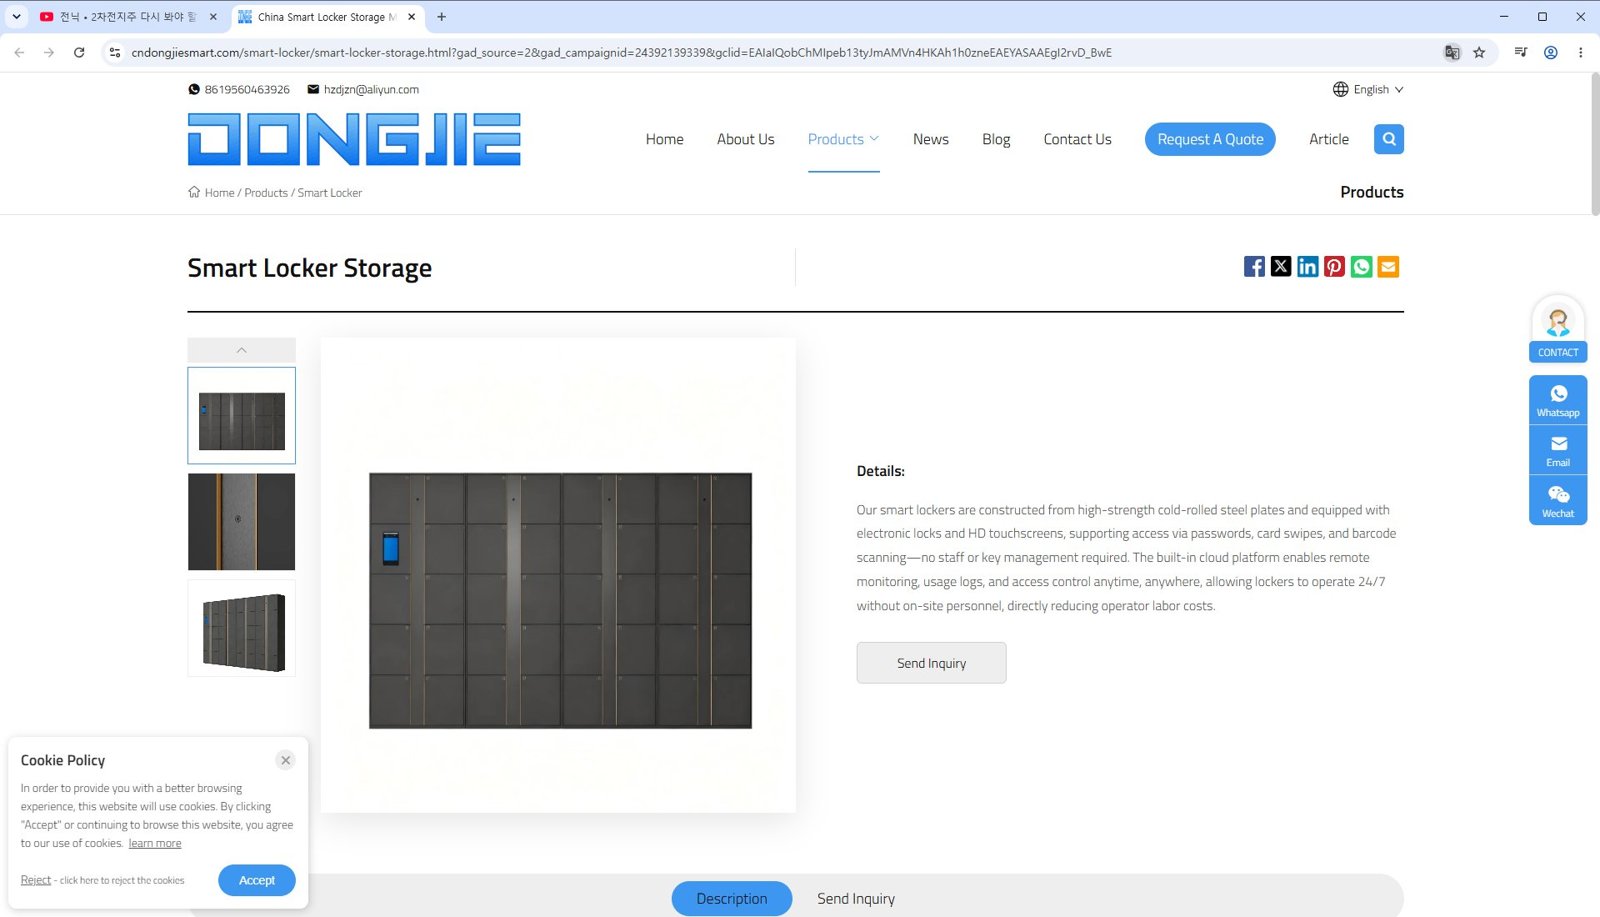 전닉 • 2차전지주 다시 봐야 할
China Smart Locker Storage M
cndongjiesmart.com/smart-locker/smart-locker-storage.html?gad_source=2&gad_campaignid=24392139339&gclid=EAIaIQobChMIpeb13tyJmAMVn4HKAh1h0zneEAEYASAAEgI2rvD_BwE
8619560463926 hzdjzn@aliyun.com
English
DONGJIE
Home About Us Products News Blog Contact Us Request A Quote Article
Home / Products / Smart Locker
Products
Smart Locker Storage
CONTACT
Whatsapp
Email
Wechat
Details:
Our smart lockers are constructed from high-strength cold-rolled steel plates and equipped with
electronic locks and HD touchscreens, supporting access via passwords, card swipes, and barcode
scanning—no staff or key management required. The built-in cloud platform enables remote
monitoring, usage logs, and access control anytime, anywhere, allowing lockers to operate 24/7
without on-site personnel, directly reducing operator labor costs.
Send Inquiry
Cookie Policy
In order to provide you with a better browsing
experience, this website will use cookies. By clicking
"Accept" or continuing to browse this website, you agree
to our use of cookies. learn more
Reject - click here to reject the cookies
Accept
Description Send Inquiry